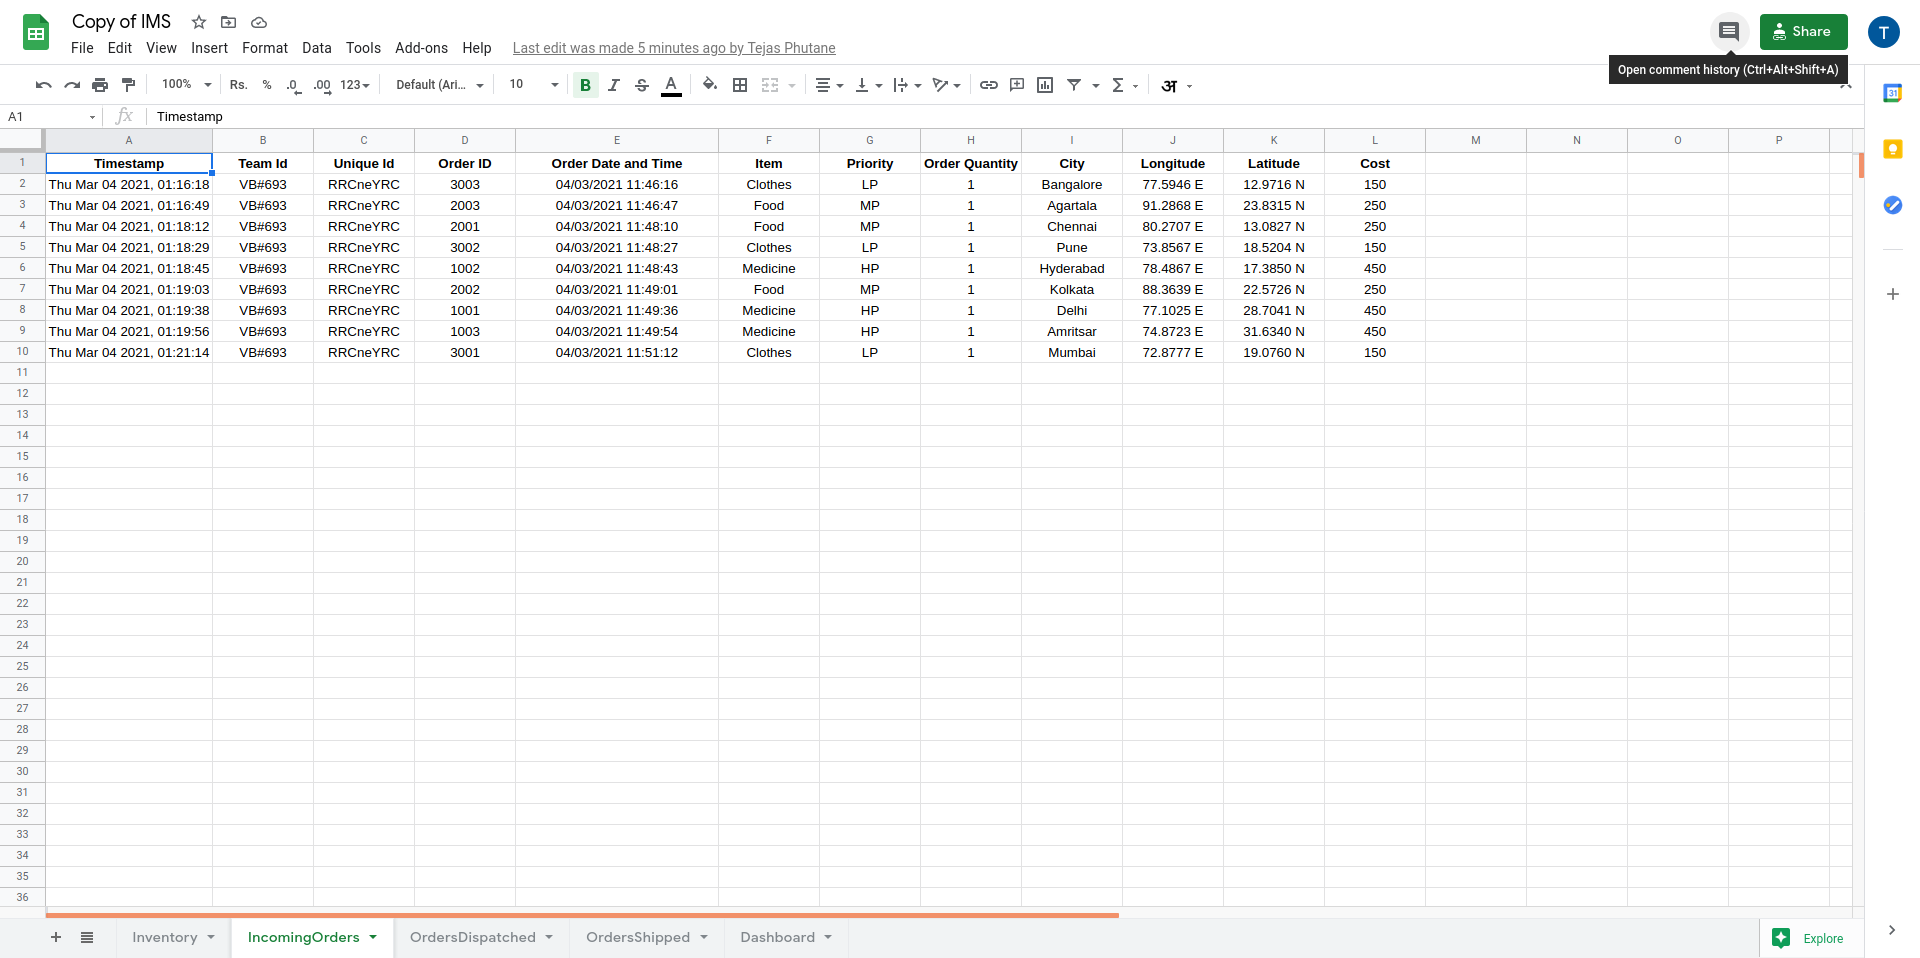 Copy of IMS
File Edit View Insert Format Data Tools Add-ons Help Last edit was made 5 minutes ago by Tejas Phutane
Share
T
Open comment history (Ctrl+Alt+Shift+A)
100% Rs. % .0 .00 123 Default (Ari... 10 B I S A अ
A1 fx Timestamp
31
A B C D E F G H I J K L M N O P
1 Timestamp Team Id Unique Id Order ID Order Date and Time Item Priority Order Quantity City Longitude Latitude Cost
2 Thu Mar 04 2021, 01:16:18 VB#693 RRCneYRC 3003 04/03/2021 11:46:16 Clothes LP 1 Bangalore 77.5946 E 12.9716 N 150
3 Thu Mar 04 2021, 01:16:49 VB#693 RRCneYRC 2003 04/03/2021 11:46:47 Food MP 1 Agartala 91.2868 E 23.8315 N 250
4 Thu Mar 04 2021, 01:18:12 VB#693 RRCneYRC 2001 04/03/2021 11:48:10 Food MP 1 Chennai 80.2707 E 13.0827 N 250
5 Thu Mar 04 2021, 01:18:29 VB#693 RRCneYRC 3002 04/03/2021 11:48:27 Clothes LP 1 Pune 73.8567 E 18.5204 N 150
6 Thu Mar 04 2021, 01:18:45 VB#693 RRCneYRC 1002 04/03/2021 11:48:43 Medicine HP 1 Hyderabad 78.4867 E 17.3850 N 450
7 Thu Mar 04 2021, 01:19:03 VB#693 RRCneYRC 2002 04/03/2021 11:49:01 Food MP 1 Kolkata 88.3639 E 22.5726 N 250
8 Thu Mar 04 2021, 01:19:38 VB#693 RRCneYRC 1001 04/03/2021 11:49:36 Medicine HP 1 Delhi 77.1025 E 28.7041 N 450
9 Thu Mar 04 2021, 01:19:56 VB#693 RRCneYRC 1003 04/03/2021 11:49:54 Medicine HP 1 Amritsar 74.8723 E 31.6340 N 450
10 Thu Mar 04 2021, 01:21:14 VB#693 RRCneYRC 3001 04/03/2021 11:51:12 Clothes LP 1 Mumbai 72.8777 E 19.0760 N 150
11
12
13
14
15
16
17
18
19
20
21
22
23
24
25
26
27
28
29
30
31
32
33
34
35
36
Inventory IncomingOrders OrdersDispatched OrdersShipped Dashboard Explore